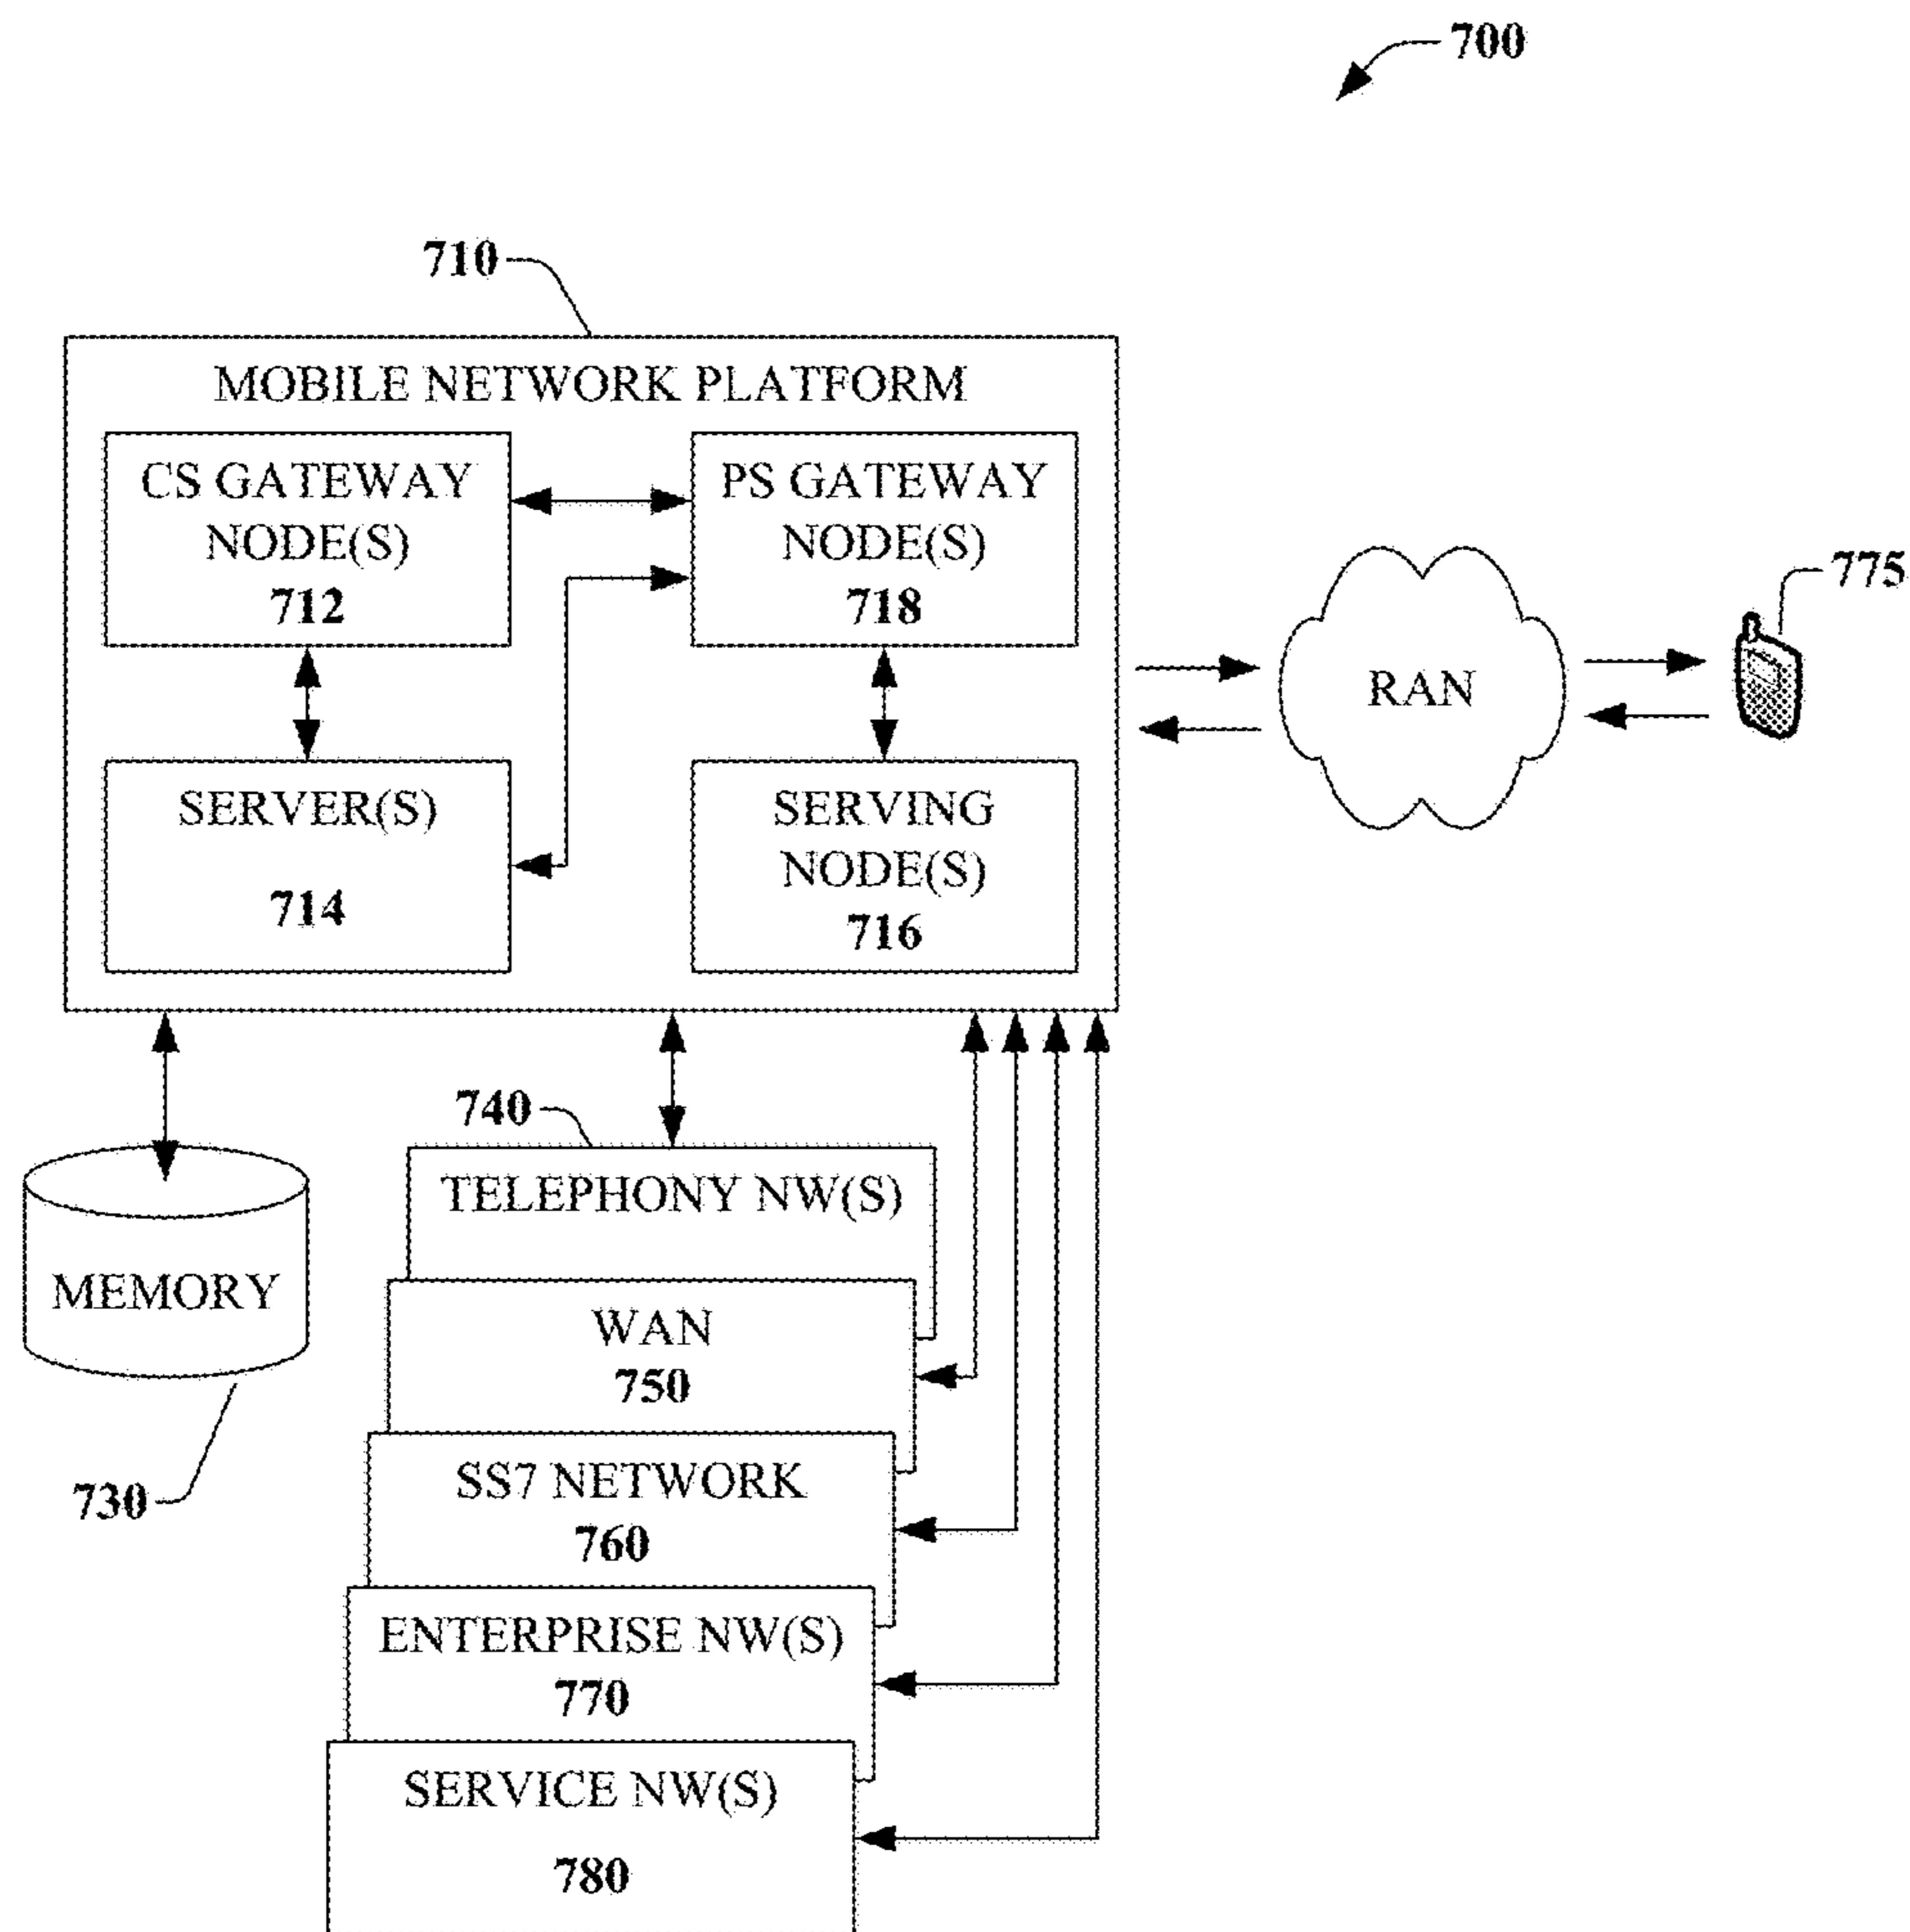 700
710
MOBILE NETWORK PLATFORM
CS GATEWAY
NODE(S)
712
PS GATEWAY
NODE(S)
718
SERVER(S)
714
SERVING
NODE(S)
716
RAN
775
740
TELEPHONY NW(S)
MEMORY
730
WAN
750
SS7 NETWORK
760
ENTERPRISE NW(S)
770
SERVICE NW(S)
780